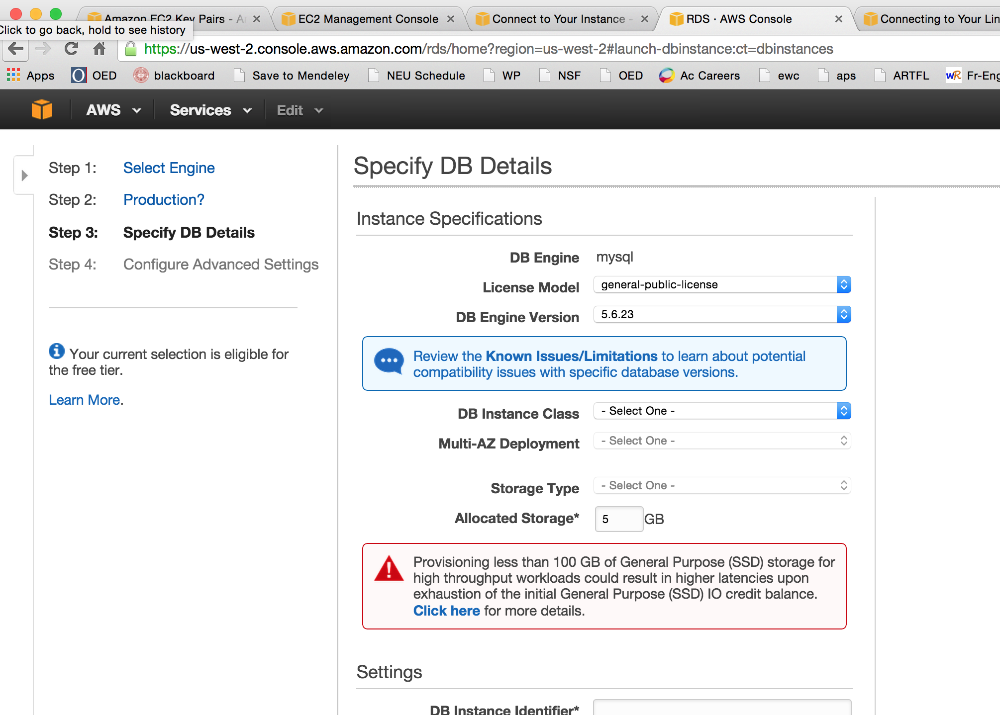 Amazon EC2 Key Pairs - Ar
EC2 Management Console
Connect to Your Instance -
RDS · AWS Console
Connecting to Your Lin
Click to go back, hold to see history
https://us-west-2.console.aws.amazon.com/rds/home?region=us-west-2#launch-dbinstance:ct=dbinstances
Apps OED blackboard Save to Mendeley NEU Schedule WP NSF OED Ac Careers ewc aps ARTFL wR Fr-Eng
AWS Services Edit
Step 1: Select Engine
Step 2: Production?
Step 3: Specify DB Details
Step 4: Configure Advanced Settings
Your current selection is eligible for
the free tier.
Learn More.
Specify DB Details
Instance Specifications
DB Engine mysql
License Model general-public-license
DB Engine Version 5.6.23
Review the Known Issues/Limitations to learn about potential
compatibility issues with specific database versions.
DB Instance Class - Select One -
Multi-AZ Deployment - Select One -
Storage Type - Select One -
Allocated Storage* 5 GB
Provisioning less than 100 GB of General Purpose (SSD) storage for
high throughput workloads could result in higher latencies upon
exhaustion of the initial General Purpose (SSD) IO credit balance.
Click here for more details.
Settings
DB Instance Identifier*